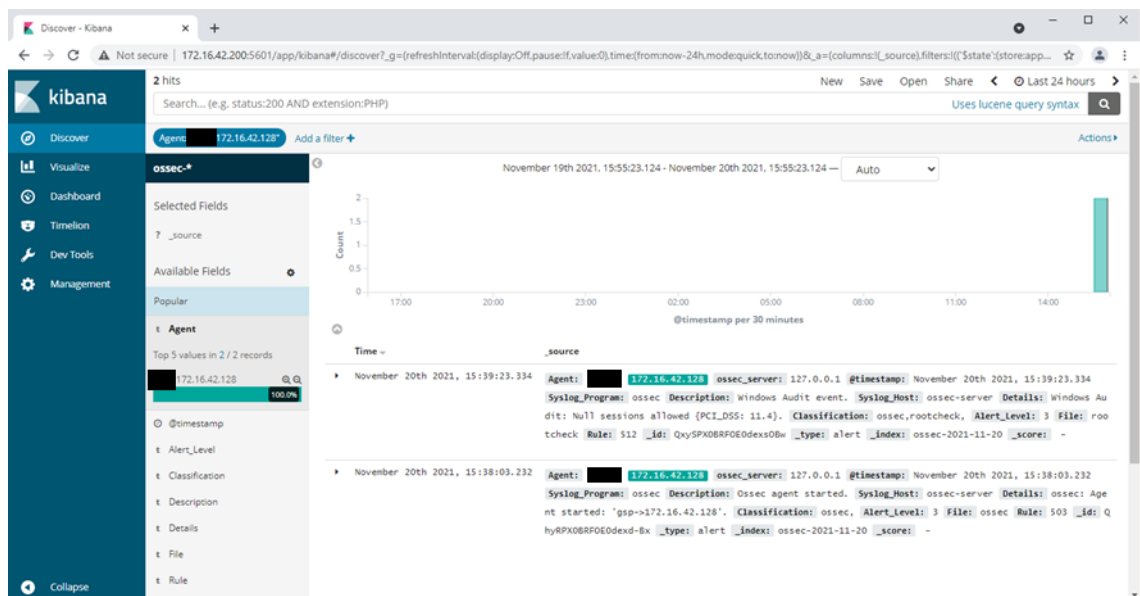 Discover - Kibana
Not secure | 172.16.42.200:5601/app/kibana#/discover?_g=(refreshInterval:(display:Off,pause:!f,value:0),time:(from:now-24h,mode:quick,to:now))&_a=(columns:!(_source),filters:!(('$state':(store:app...
kibana
Discover
Visualize
Dashboard
Timelion
Dev Tools
Management
Collapse
2 hits
New Save Open Share Last 24 hours
Search... (e.g. status:200 AND extension:PHP)
Uses lucene query syntax
Agent: 172.16.42.128"
Add a filter +
Actions
ossec-*
Selected Fields
? _source
Available Fields
Popular
t Agent
Top 5 values in 2 / 2 records
172.16.42.128
100.0%
@timestamp
t Alert_Level
t Classification
t Description
t Details
t File
t Rule
November 19th 2021, 15:55:23.124 - November 20th 2021, 15:55:23.124 —
Auto
Count
2
1.5
1
0.5
0
17:00 20:00 23:00 02:00 05:00 08:00 11:00 14:00
@timestamp per 30 minutes
Time _source
November 20th 2021, 15:39:23.334
Agent: 172.16.42.128 ossec_server: 127.0.0.1 @timestamp: November 20th 2021, 15:39:23.334
Syslog_Program: ossec Description: Windows Audit event. Syslog_Host: ossec-server Details: Windows Au
dit: Null sessions allowed {PCI_DSS: 11.4}. Classification: ossec,rootcheck, Alert_Level: 3 File: roo
tcheck Rule: 512 _id: QxySPX0BRFOE0dexsOBw _type: alert _index: ossec-2021-11-20 _score: -
November 20th 2021, 15:38:03.232
Agent: 172.16.42.128 ossec_server: 127.0.0.1 @timestamp: November 20th 2021, 15:38:03.232
Syslog_Program: ossec Description: Ossec agent started. Syslog_Host: ossec-server Details: ossec: Age
nt started: 'gsp->172.16.42.128'. Classification: ossec, Alert_Level: 3 File: ossec Rule: 503 _id: Q
hyRPX0BRFOE0dexd-Bx _type: alert _index: ossec-2021-11-20 _score: -